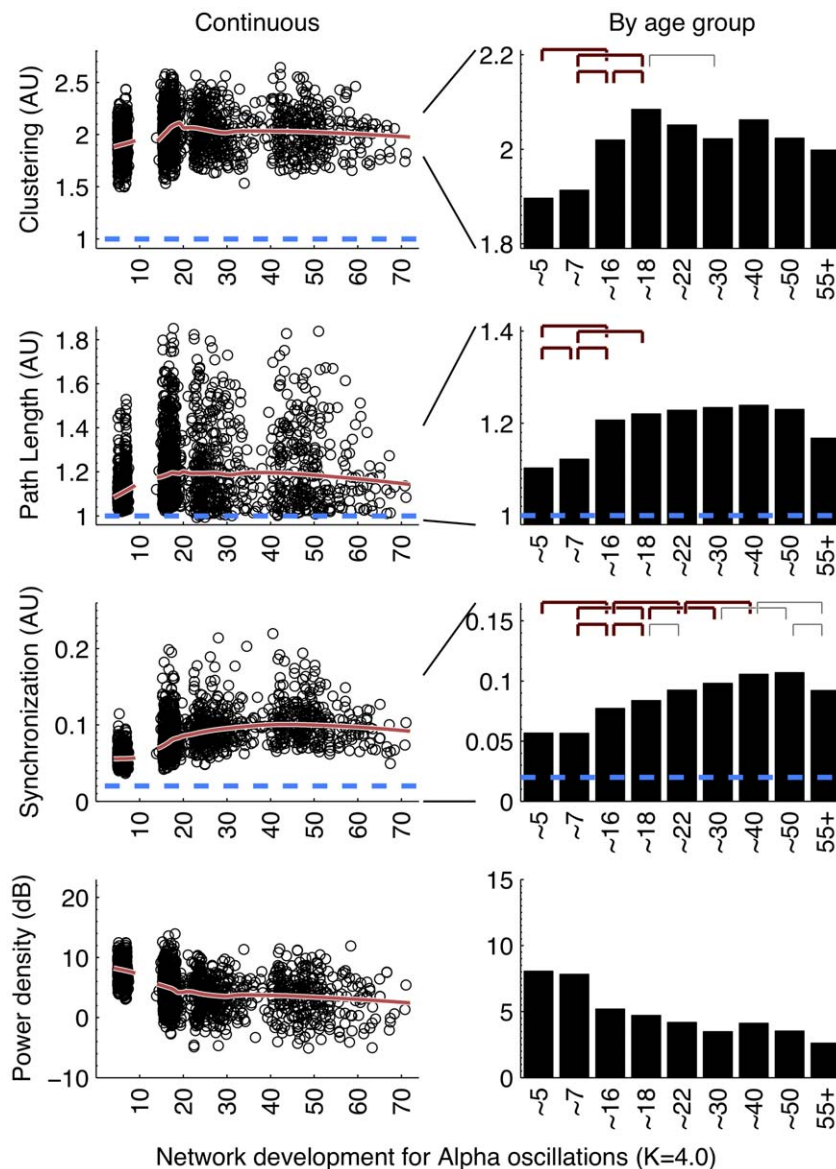 Continuous
By age group
Clustering (AU)
2.5
2
1.5
1
10 20 30 40 50 60 70
2.2
2
1.8
~5 ~7 ~16 ~18 ~22 ~30 ~40 ~50 55+
Path Length (AU)
1.8
1.6
1.4
1.2
1
10 20 30 40 50 60 70
1.4
1.2
1
~5 ~7 ~16 ~18 ~22 ~30 ~40 ~50 55+
Synchronization (AU)
0.2
0.1
0
10 20 30 40 50 60 70
0.15
0.1
0.05
0
~5 ~7 ~16 ~18 ~22 ~30 ~40 ~50 55+
Power density (dB)
20
10
0
−10
10 20 30 40 50 60 70
15
10
5
0
~5 ~7 ~16 ~18 ~22 ~30 ~40 ~50 55+
Network development for Alpha oscillations (K=4.0)